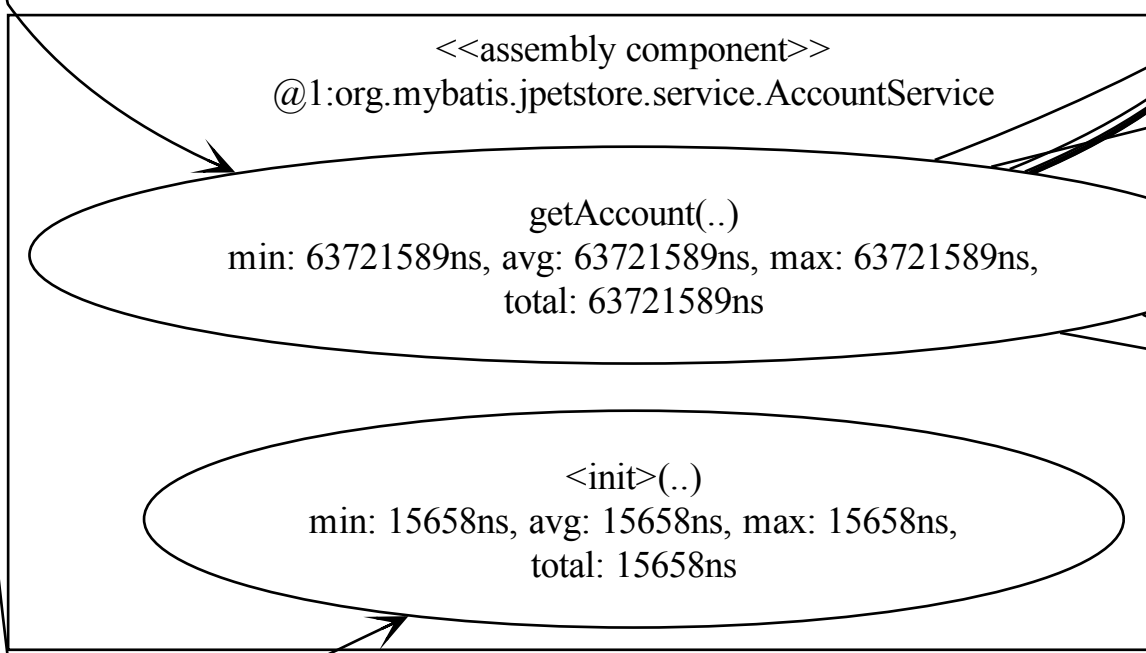 <<assembly component>>
@1:org.mybatis.jpetstore.service.AccountService
getAccount(..)
min: 63721589ns, avg: 63721589ns, max: 63721589ns,
total: 63721589ns
<init>(..)
min: 15658ns, avg: 15658ns, max: 15658ns,
total: 15658ns